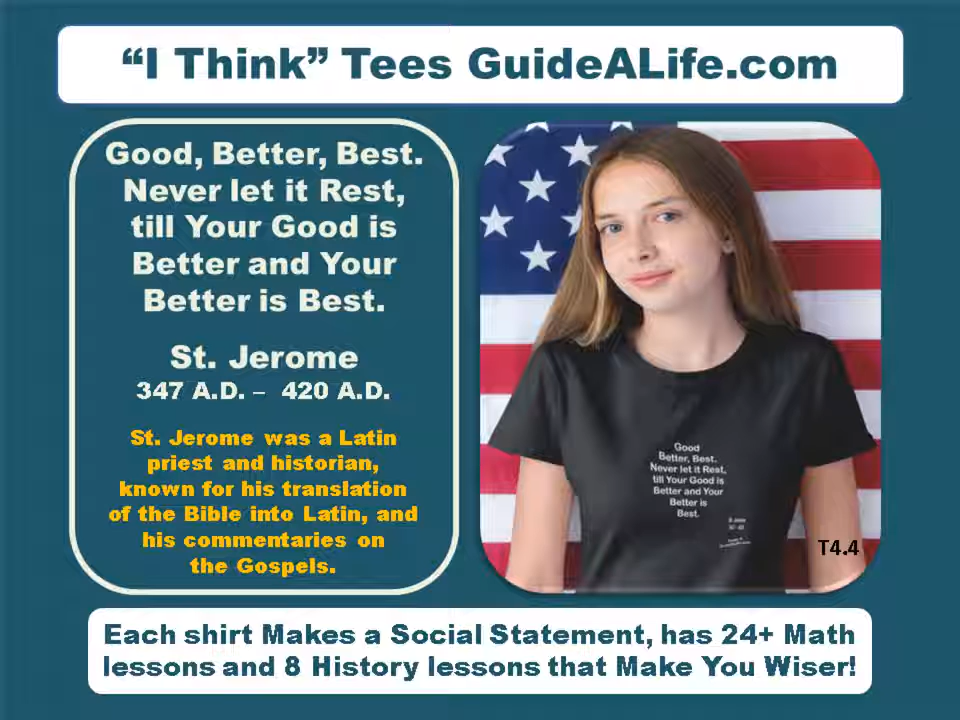 “I Think” Tees GuideALife.com
Good, Better, Best.
Never let it Rest,
till Your Good is
Better and Your
Better is Best.
St. Jerome
347 A.D. – 420 A.D.
St. Jerome was a Latin
priest and historian,
known for his translation
of the Bible into Latin, and
his commentaries on
the Gospels.
Good
Better, Best.
Never let it Rest,
till Your Good is
Better and Your
Better is
Best.
T4.4
Each shirt Makes a Social Statement, has 24+ Math
lessons and 8 History lessons that Make You Wiser!